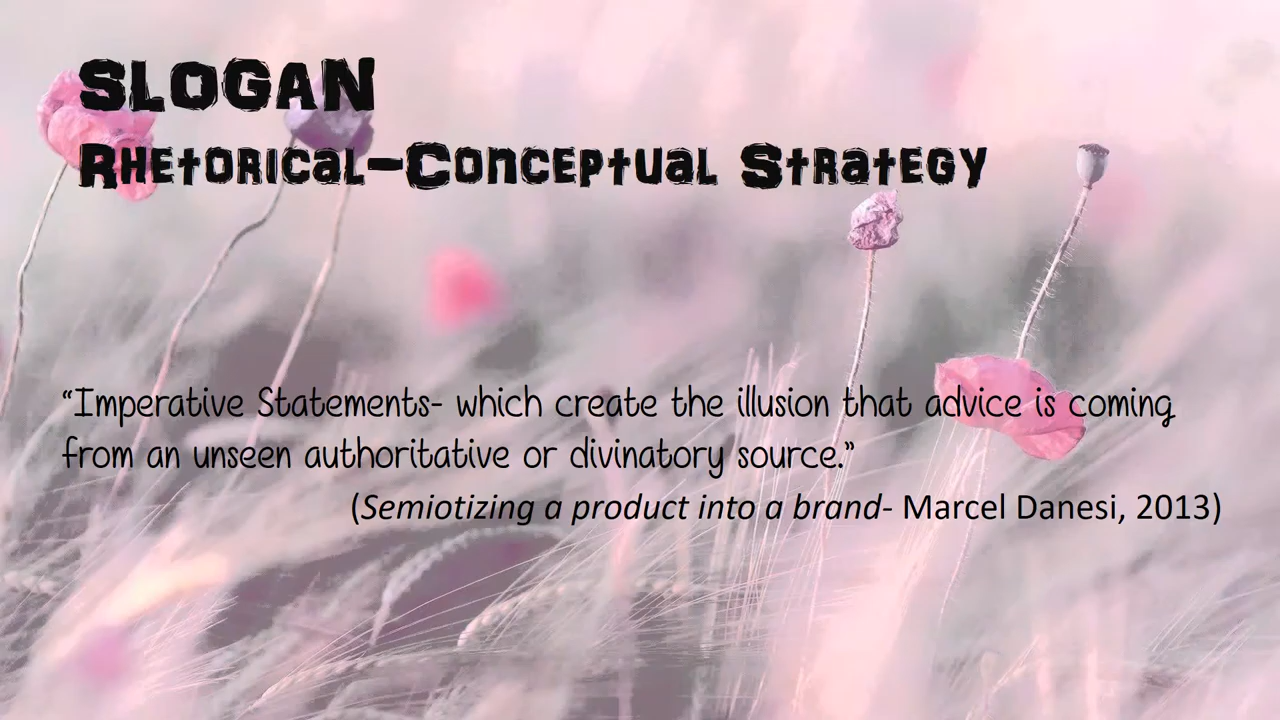 SLOGAN
Rhetorical-Conceptual Strategy
“Imperative Statements- which create the illusion that advice is coming
from an unseen authoritative or divinatory source.”
(Semiotizing a product into a brand- Marcel Danesi, 2013)